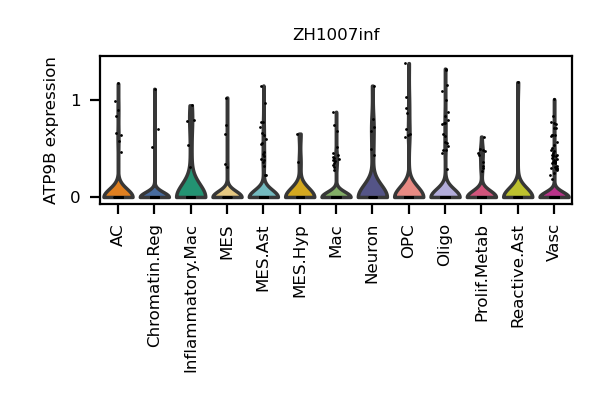 ZH1007inf
ATP9B expression
1
0
AC
Chromatin.Reg
Inflammatory.Mac
MES
MES.Ast
MES.Hyp
Mac
Neuron
OPC
Oligo
Prolif.Metab
Reactive.Ast
Vasc